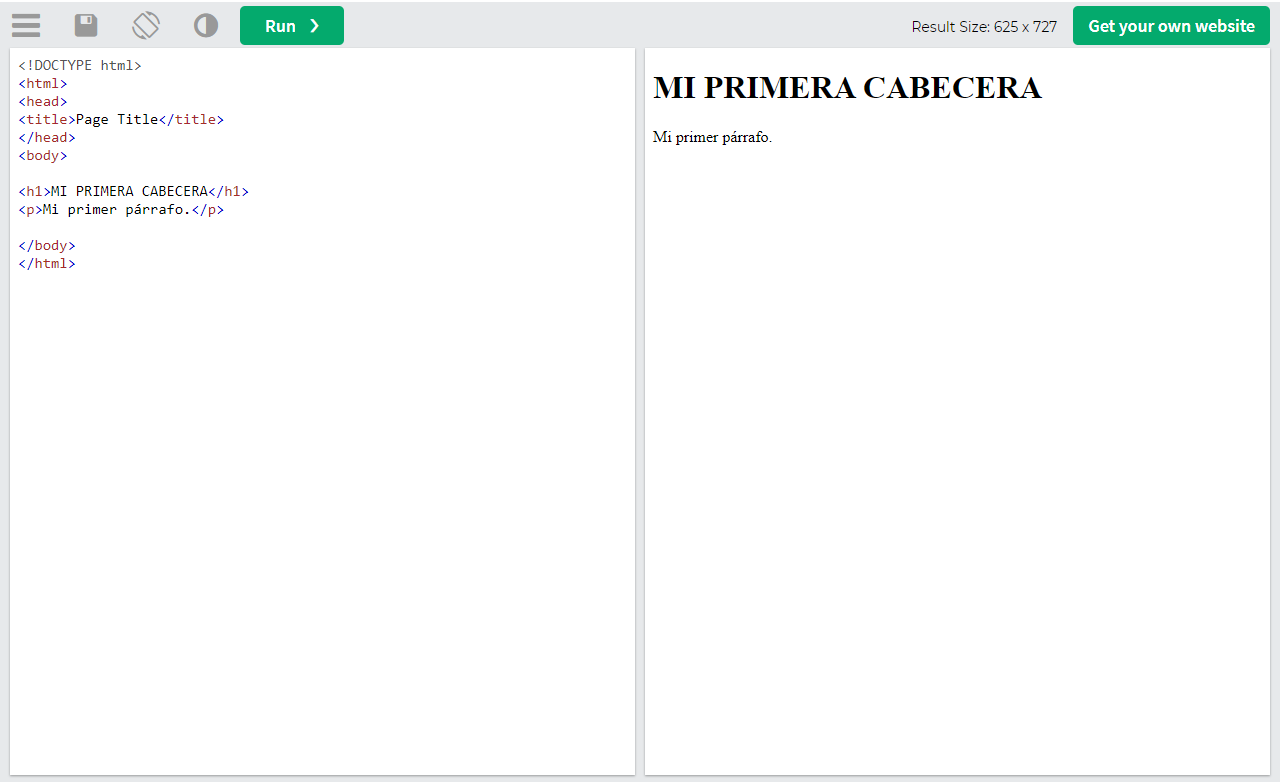 Run ❯
Result Size: 625 x 727
Get your own website
<!DOCTYPE html>
<html>
<head>
<title>Page Title</title>
</head>
<body>
<h1>MI PRIMERA CABECERA</h1>
<p>Mi primer párrafo.</p>
</body>
</html>
MI PRIMERA CABECERA
Mi primer párrafo.